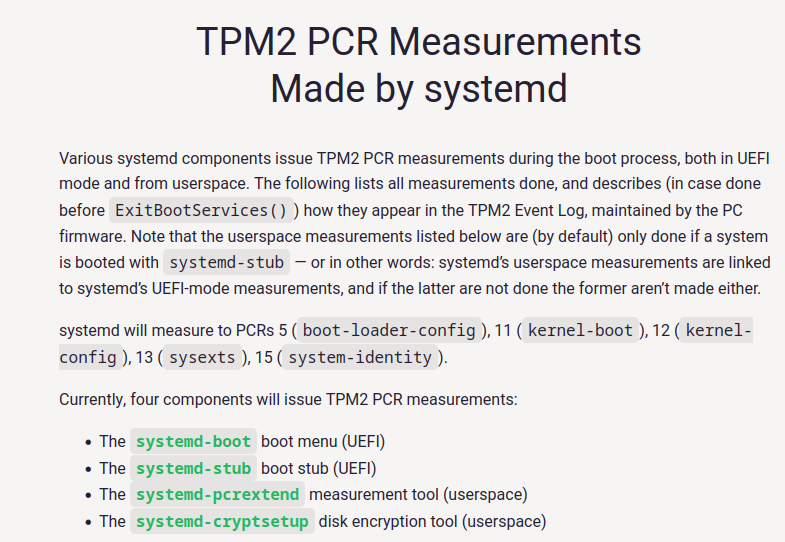 TPM2 PCR Measurements
Made by systemd
Various systemd components issue TPM2 PCR measurements during the boot process, both in UEFI
mode and from userspace. The following lists all measurements done, and describes (in case done
before ExitBootServices() ) how they appear in the TPM2 Event Log, maintained by the PC
firmware. Note that the userspace measurements listed below are (by default) only done if a system
is booted with systemd-stub — or in other words: systemd’s userspace measurements are linked
to systemd’s UEFI-mode measurements, and if the latter are not done the former aren’t made either.
systemd will measure to PCRs 5 ( boot-loader-config ), 11 ( kernel-boot ), 12 ( kernel-
config ), 13 ( sysexts ), 15 ( system-identity ).
Currently, four components will issue TPM2 PCR measurements:
• The systemd-boot boot menu (UEFI)
• The systemd-stub boot stub (UEFI)
• The systemd-pcrextend measurement tool (userspace)
• The systemd-cryptsetup disk encryption tool (userspace)